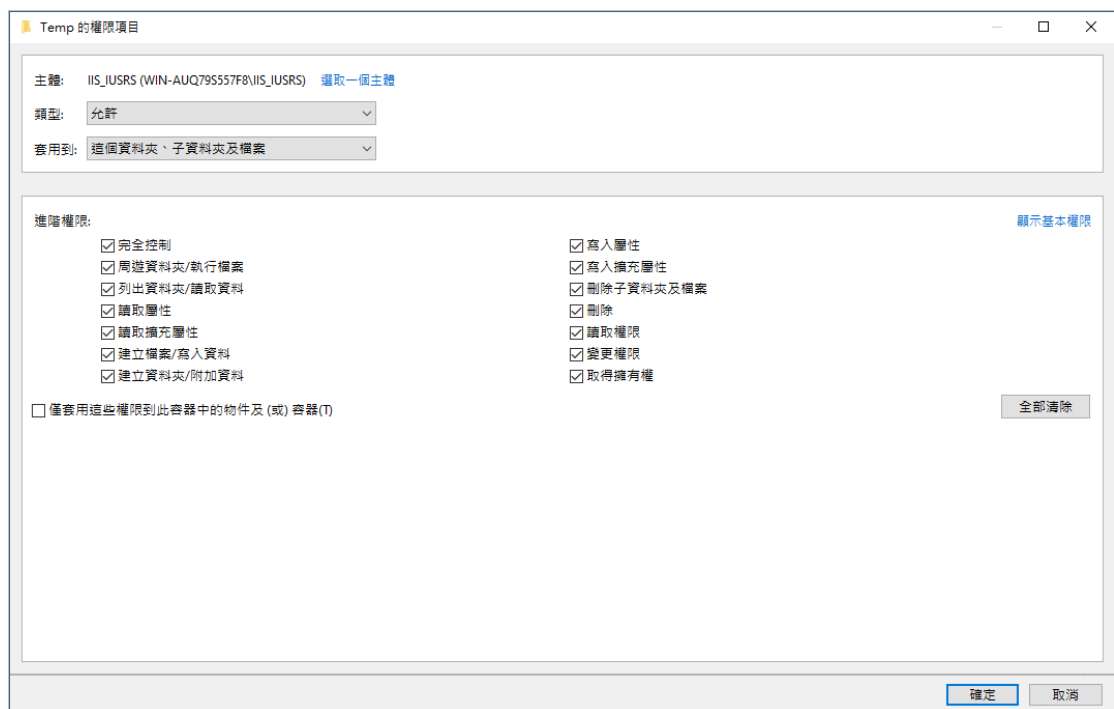 Temp 的權限項目
主體: IIS_IUSRS (WIN-AUQ79S557F8\IIS_IUSRS) 選取一個主體
類型: 允許
套用到: 這個資料夾、子資料夾及檔案
進階權限: 顯示基本權限
完全控制 寫入屬性
周遊資料夾/執行檔案 寫入擴充屬性
列出資料夾/讀取資料 刪除子資料夾及檔案
讀取屬性 刪除
讀取擴充屬性 讀取權限
建立檔案/寫入資料 變更權限
建立資料夾/附加資料 取得擁有權
僅套用這些權限到此容器中的物件及 (或) 容器(T) 全部清除
確定 取消